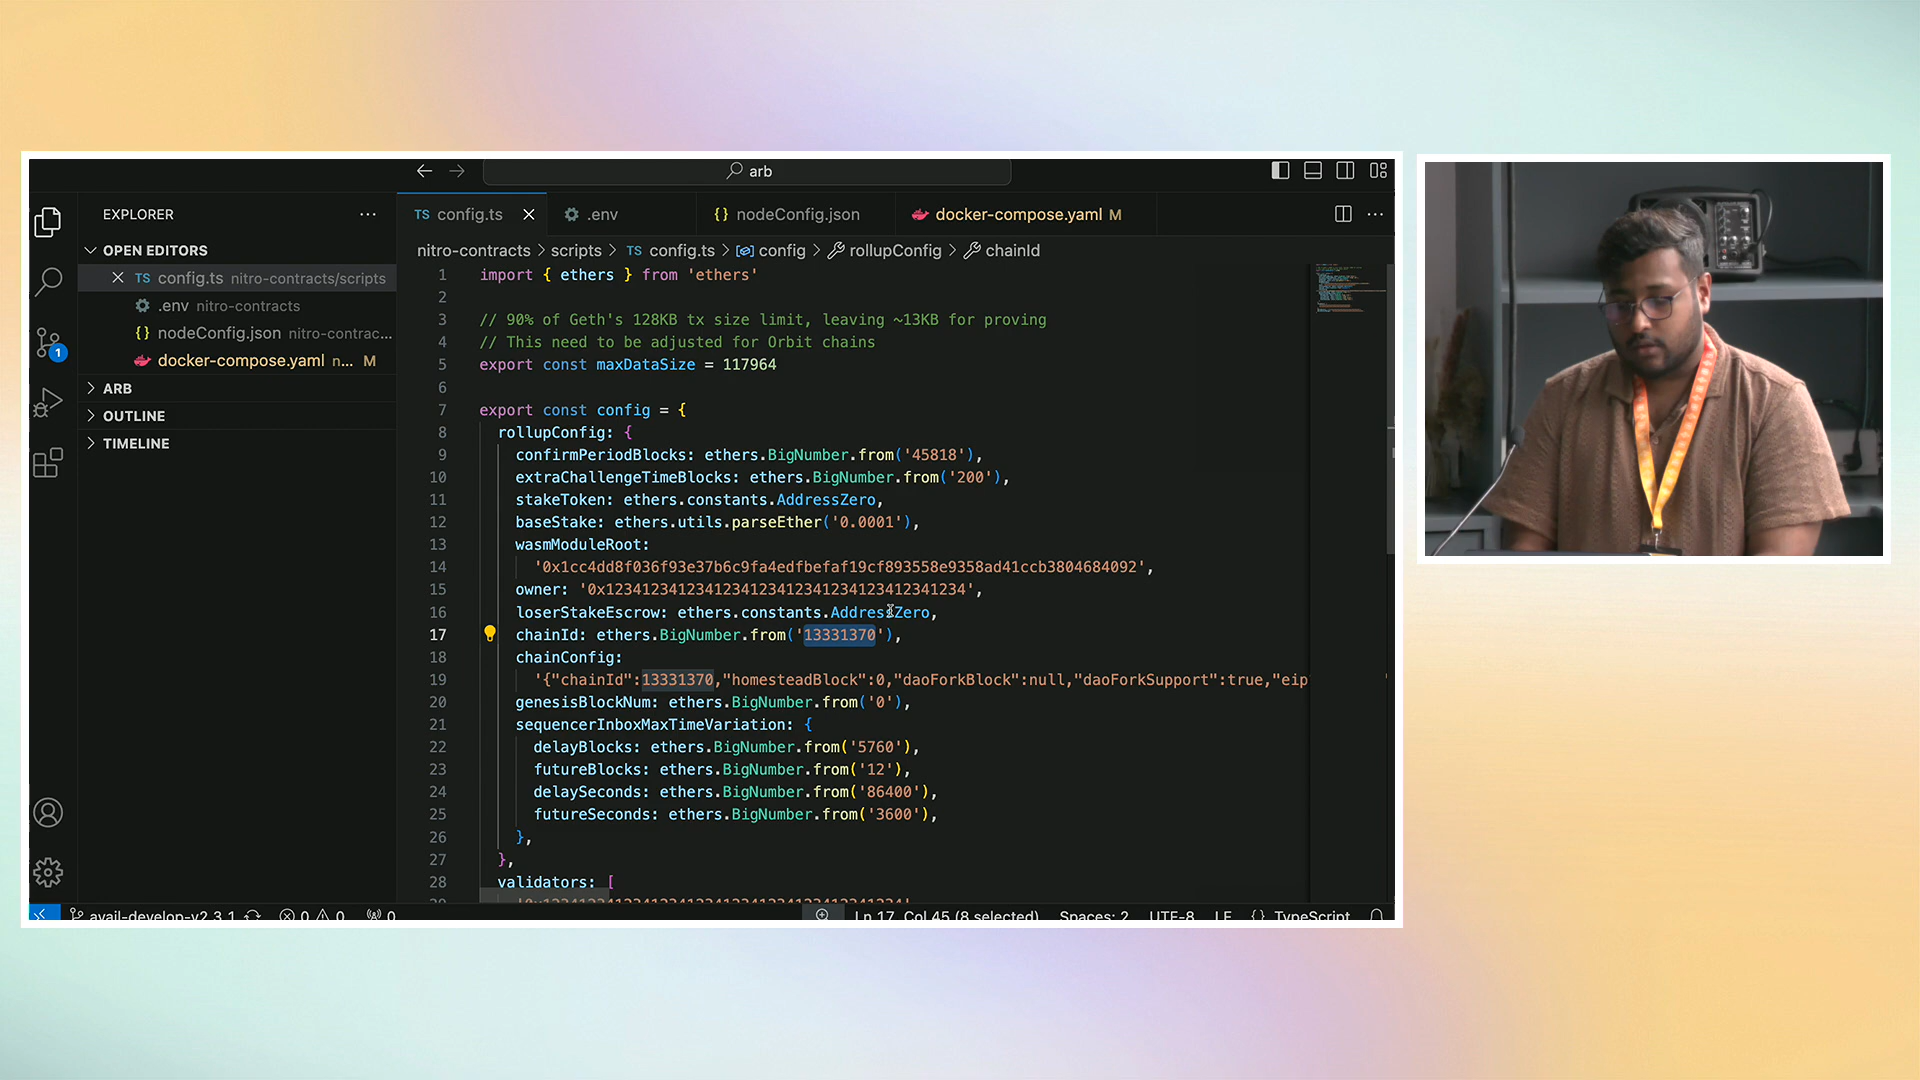 arb
EXPLORER
OPEN EDITORS
TS config.ts nitro-contracts/scripts
.env nitro-contracts
{} nodeConfig.json nitro-contrac...
docker-compose.yaml n... M
ARB
OUTLINE
TIMELINE
1
TS config.ts
.env
{} nodeConfig.json
docker-compose.yaml M
nitro-contracts > scripts > TS config.ts > config > rollupConfig > chainId
1 import { ethers } from 'ethers'
2
3 // 90% of Geth's 128KB tx size limit, leaving ~13KB for proving
4 // This need to be adjusted for Orbit chains
5 export const maxDataSize = 117964
6
7 export const config = {
8 rollupConfig: {
9 confirmPeriodBlocks: ethers.BigNumber.from('45818'),
10 extraChallengeTimeBlocks: ethers.BigNumber.from('200'),
11 stakeToken: ethers.constants.AddressZero,
12 baseStake: ethers.utils.parseEther('0.0001'),
13 wasmModuleRoot:
14 '0x1cc4dd8f036f93e37b6c9fa4edfbefaf19cf893558e9358ad41ccb3804684092',
15 owner: '0x1234123412341234123412341234123412341234',
16 loserStakeEscrow: ethers.constants.AddressZero,
17 chainId: ethers.BigNumber.from('13331370'),
18 chainConfig:
19 '{"chainId":13331370,"homesteadBlock":0,"daoForkBlock":null,"daoForkSupport":true,"eip
20 genesisBlockNum: ethers.BigNumber.from('0'),
21 sequencerInboxMaxTimeVariation: {
22 delayBlocks: ethers.BigNumber.from('5760'),
23 futureBlocks: ethers.BigNumber.from('12'),
24 delaySeconds: ethers.BigNumber.from('86400'),
25 futureSeconds: ethers.BigNumber.from('3600'),
26 },
27 },
28 validators: [
avail-develop-v2.3.1 0 0 0 Ln 17, Col 45 (8 selected) Spaces: 2 UTF-8 LF {} TypeScript